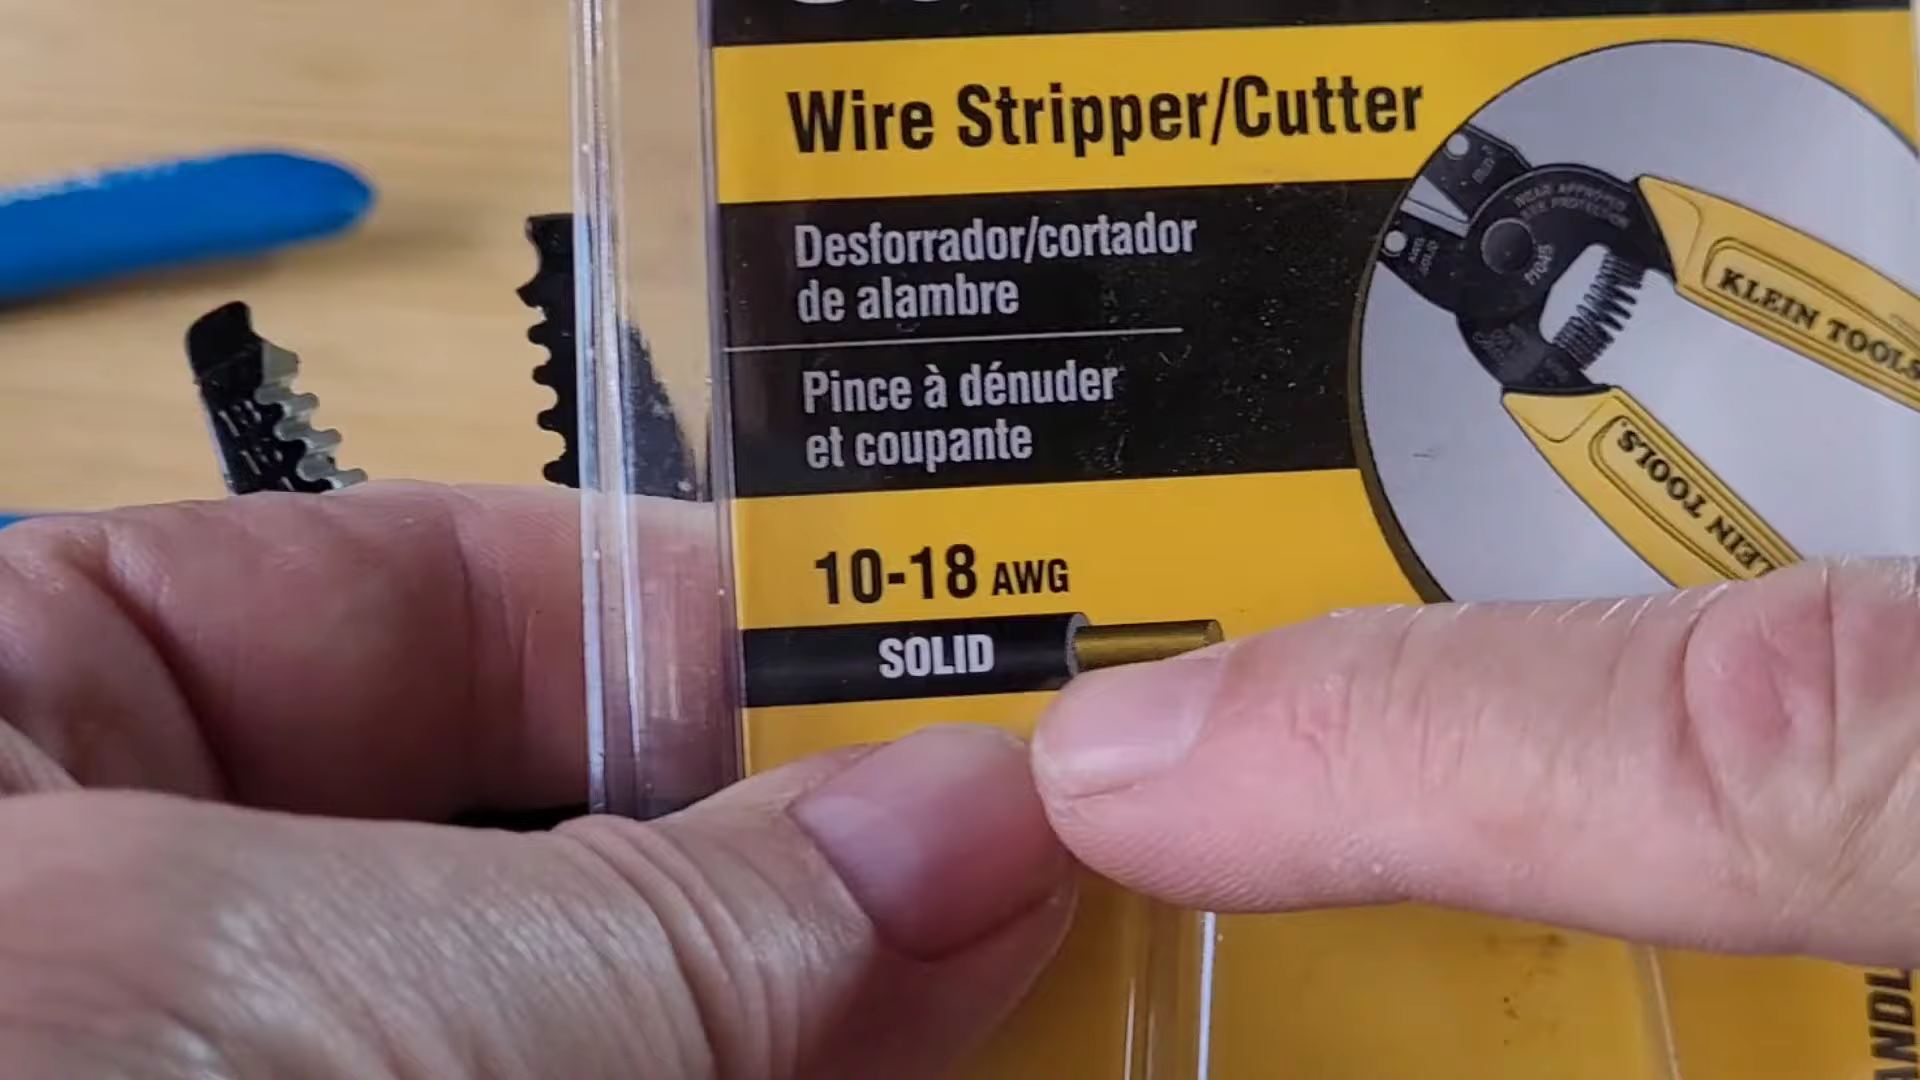 Wire Stripper/Cutter
Desforrador/cortador
de alambre
Pince à dénuder
et coupante
10-18 AWG
SOLID
KLEIN TOOLS
KLEIN TOOLS.